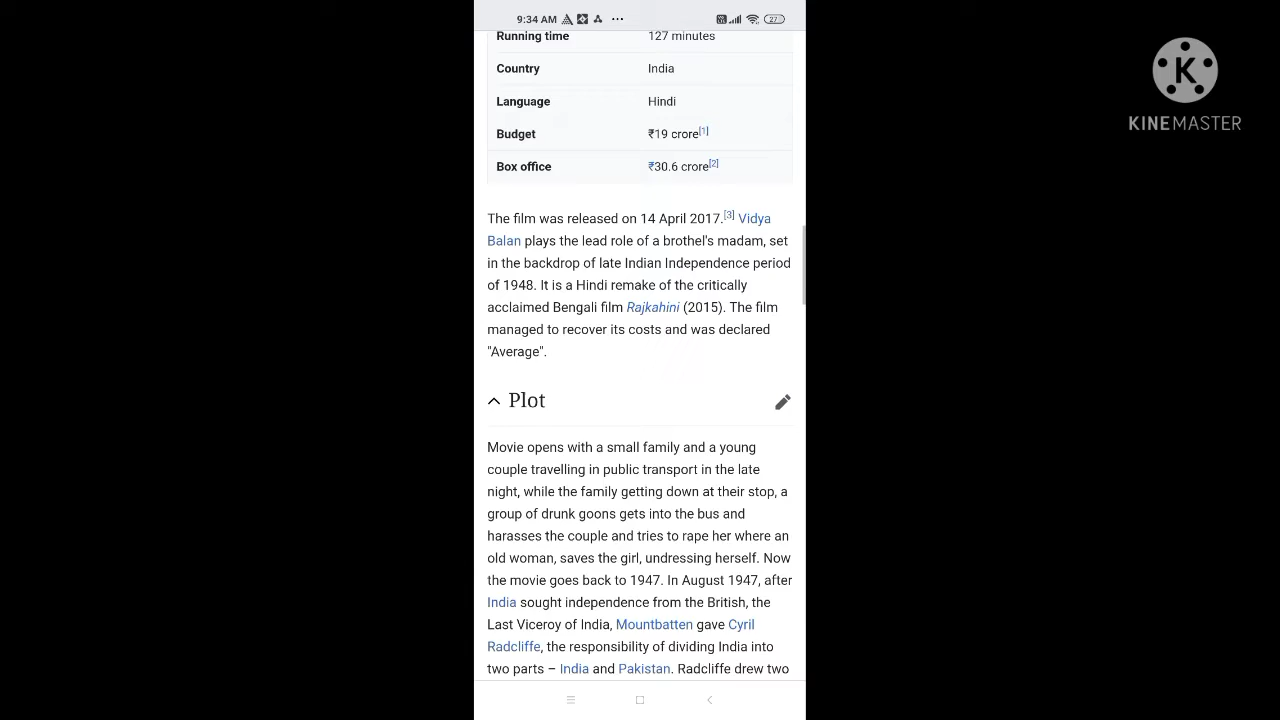 9:34 AM
27
Running time 127 minutes
Country India
Language Hindi
Budget ₹19 crore[1]
Box office ₹30.6 crore[2]
The film was released on 14 April 2017.[3] Vidya
Balan plays the lead role of a brothel's madam, set
in the backdrop of late Indian Independence period
of 1948. It is a Hindi remake of the critically
acclaimed Bengali film Rajkahini (2015). The film
managed to recover its costs and was declared
"Average".
Plot
Movie opens with a small family and a young
couple travelling in public transport in the late
night, while the family getting down at their stop, a
group of drunk goons gets into the bus and
harasses the couple and tries to rape her where an
old woman, saves the girl, undressing herself. Now
the movie goes back to 1947. In August 1947, after
India sought independence from the British, the
Last Viceroy of India, Mountbatten gave Cyril
Radcliffe, the responsibility of dividing India into
two parts – India and Pakistan. Radcliffe drew two
K
KINEMASTER